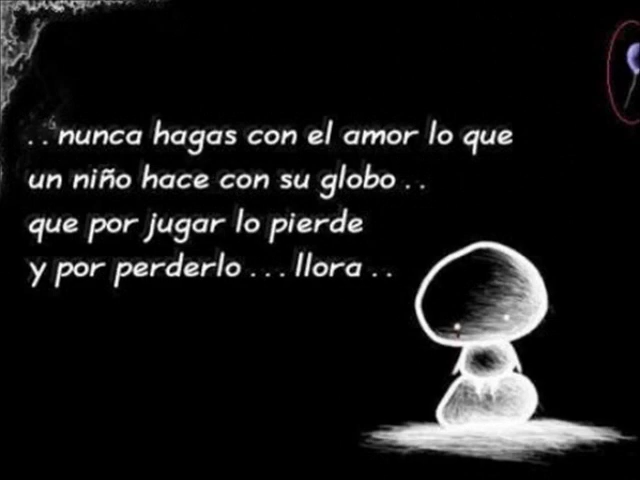 . . nunca hagas con el amor lo que
un niño hace con su globo . .
que por jugar lo pierde
y por perderlo . . . llora . .